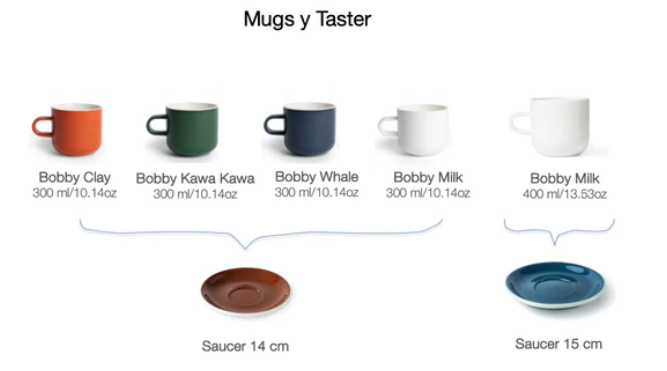 Mugs y Taster
Bobby Clay
300 ml/10.14oz
Bobby Kawa Kawa
300 ml/10.14oz
Bobby Whale
300 ml/10.14oz
Bobby Milk
300 ml/10.14oz
Bobby Milk
400 ml/13.53oz
Saucer 14 cm
Saucer 15 cm